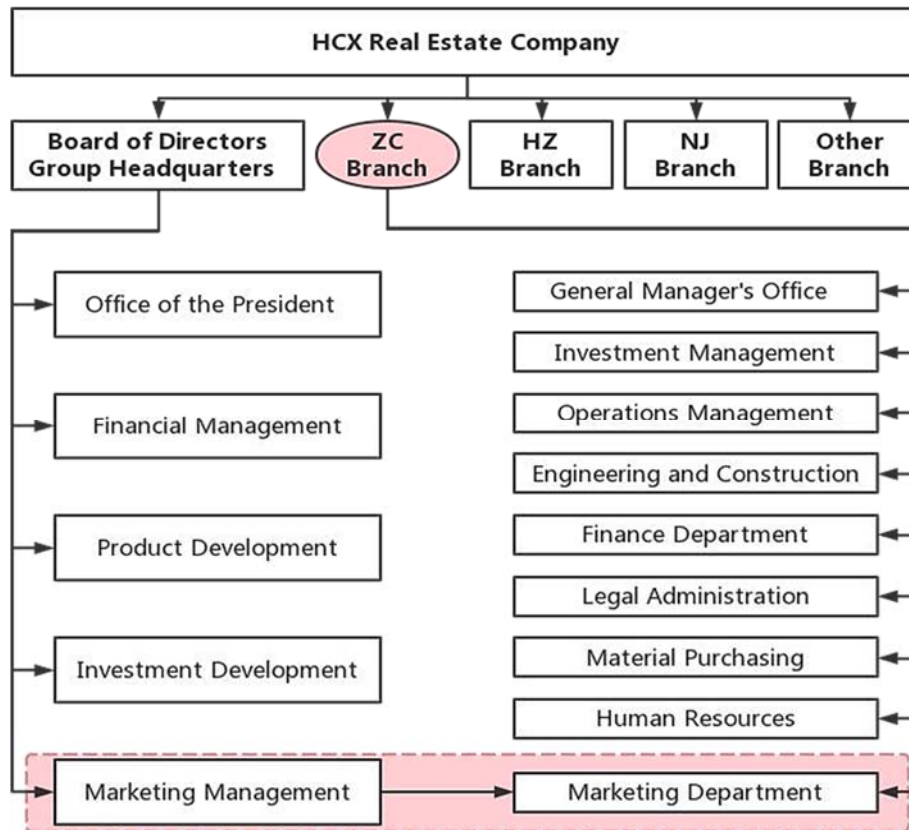 HCX Real Estate Company
Board of Directors
Group Headquarters
ZC
Branch
HZ
Branch
NJ
Branch
Other
Branch
Office of the President
Financial Management
Product Development
Investment Development
Marketing Management
General Manager's Office
Investment Management
Operations Management
Engineering and Construction
Finance Department
Legal Administration
Material Purchasing
Human Resources
Marketing Department